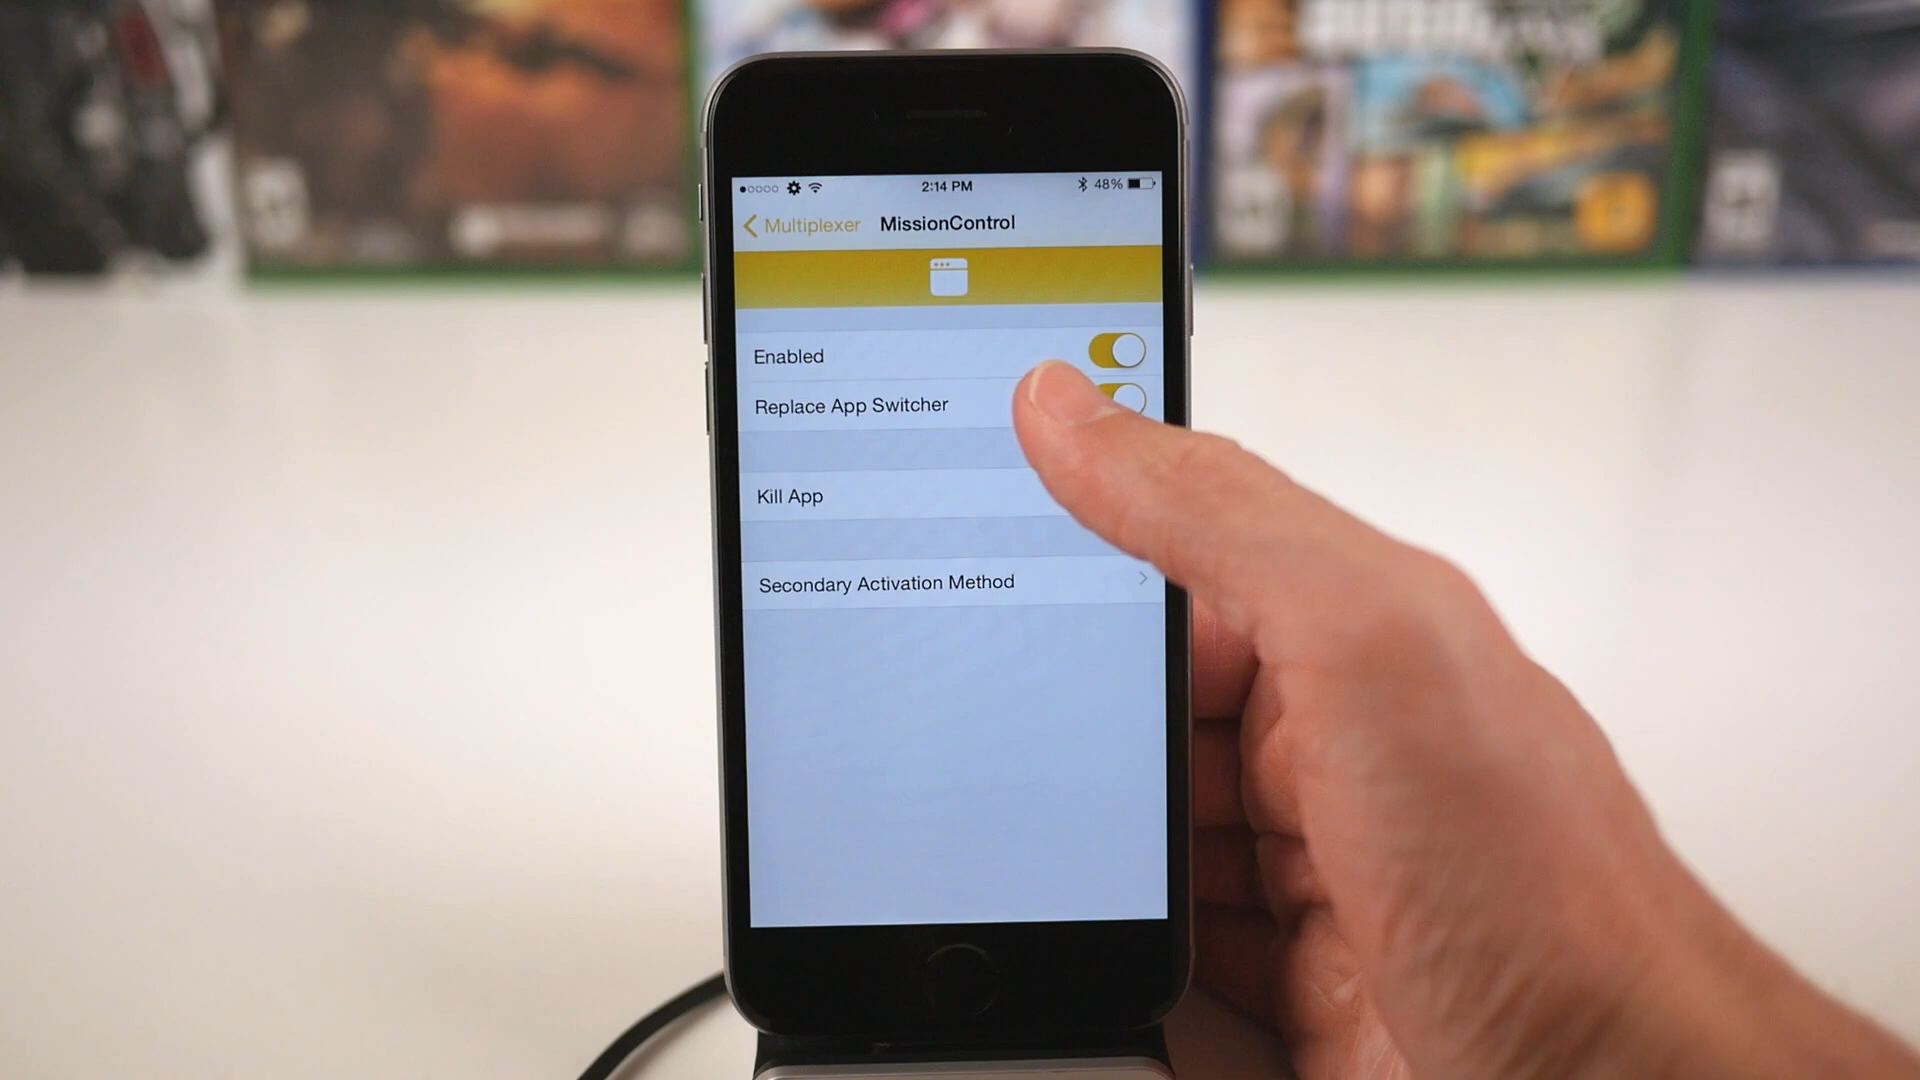 2:14 PM
48%
Multiplexer
MissionControl
Enabled
Replace App Switcher
Kill App
Secondary Activation Method